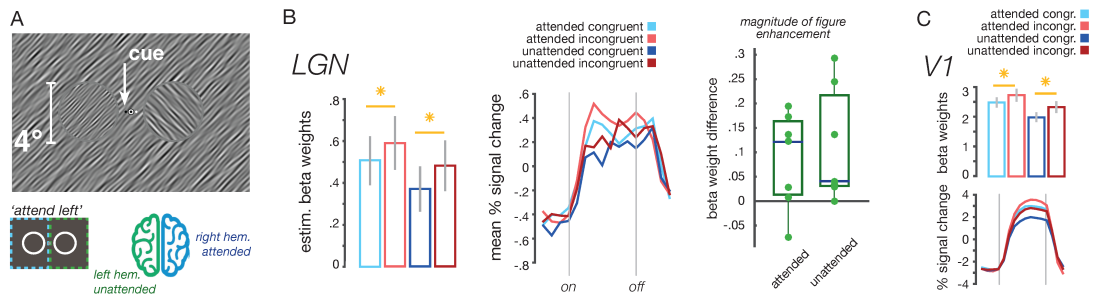 A
cue
4°
'attend left'
right hem.
attended
left hem.
unattended
B
LGN
attended congruent
attended incongruent
unattended congruent
unattended incongruent
estim. beta weights
.8
.6
.4
.2
0
mean % signal change
.4
.2
0
-.2
-.4
-.6
-.8
on
off
magnitude of figure
enhancement
beta weight difference
.3
.25
.2
.15
.1
.05
0
-.05
attended
unattended
C
V1
attended congr.
attended incongr.
unattended congr.
unattended incongr.
beta weights
3
2
1
0
% signal change
4
2
0
-2
-4